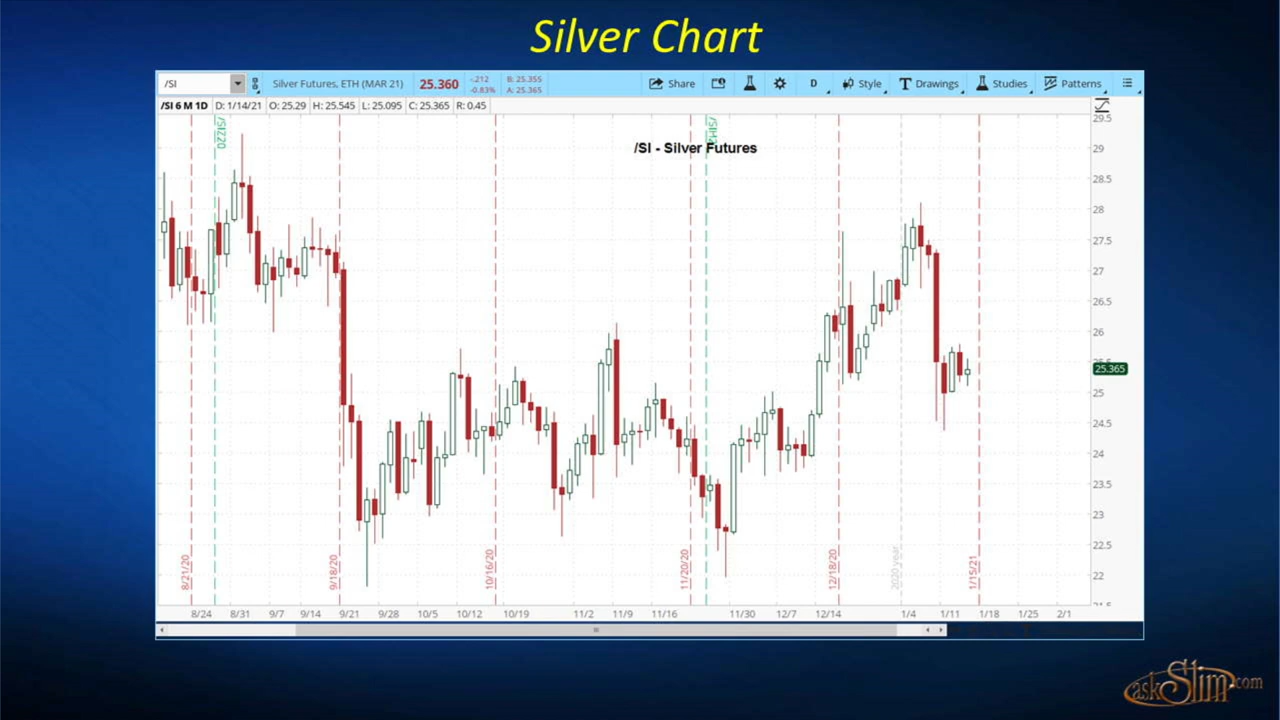 Silver Chart
/SI Silver Futures, ETH (MAR 21) 25.360 -.212 -0.83% B: 25.355 A: 25.365 Share D Style Drawings Studies Patterns
/SI 6 M 1D D: 1/14/21 O: 25.29 H: 25.545 L: 25.095 C: 25.365 R: 0.45
/SIZ20
/SI - Silver Futures
29.5
29
28.5
28
27.5
27
26.5
26
25.365
25
24.5
24
23.5
23
22.5
22
8/21/20 9/18/20 10/16/20 11/20/20 12/18/20 2020 year 1/15/21
8/24 8/31 9/7 9/14 9/21 9/28 10/5 10/12 10/19 11/2 11/9 11/16 11/30 12/7 12/14 1/4 1/11 1/18 1/25 2/1
askSlim.com